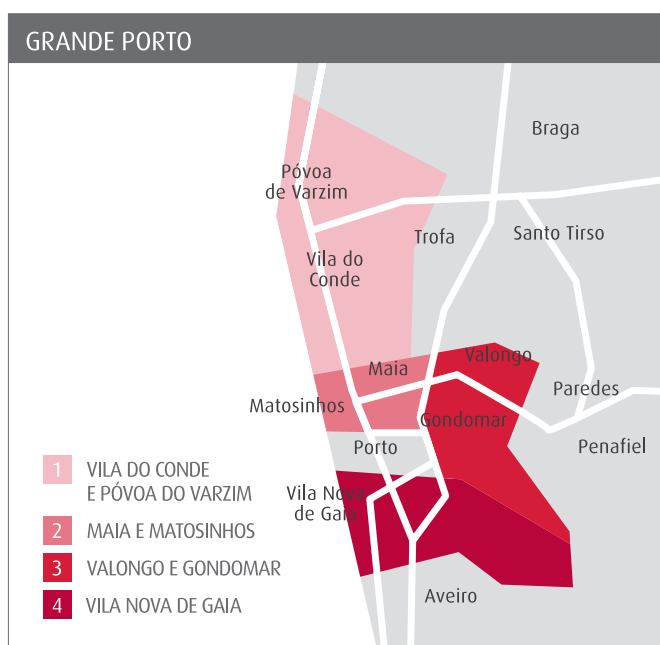 GRANDE PORTO
Braga
Póvoa
de Varzim
Trofa
Santo Tirso
Vila do
Conde
Maia
Valongo
Matosinhos
Paredes
Gondomar
Porto
Penafiel
Vila Nova
de Gaia
Aveiro
1 VILA DO CONDE
E PÓVOA DO VARZIM
2 MAIA E MATOSINHOS
3 VALONGO E GONDOMAR
4 VILA NOVA DE GAIA